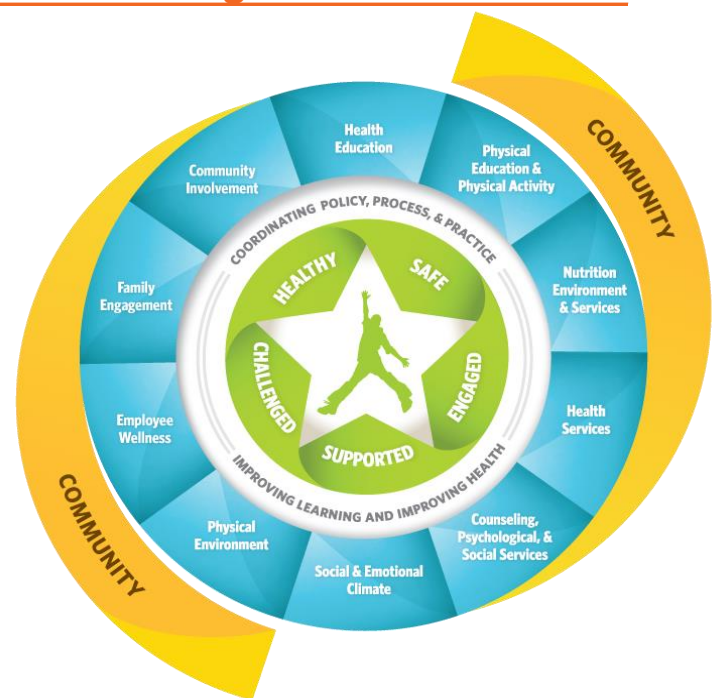 COMMUNITY
Health
Education
Physical
Education &
Physical Activity
Nutrition
Environment
& Services
Health
Services
Counseling,
Psychological, &
Social Services
Social & Emotional
Climate
Physical
Environment
Employee
Wellness
Family
Engagement
Community
Involvement
COORDINATING POLICY, PROCESS, & PRACTICE
IMPROVING LEARNING AND IMPROVING HEALTH
HEALTHY
SAFE
ENGAGED
SUPPORTED
CHALLENGED
COMMUNITY